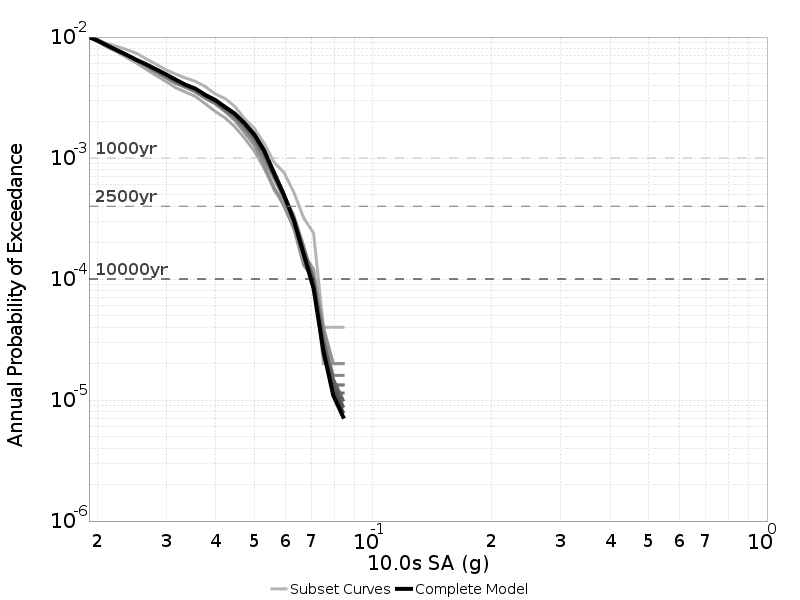 10-2
1000yr
10-3
2500yr
10000yr
10-4
10-5
10-6
Annual Probability of Exceedance
2 3 4 5 6 7 10-1 2 3 4 5 6 7 100
10.0s SA (g)
Subset Curves Complete Model